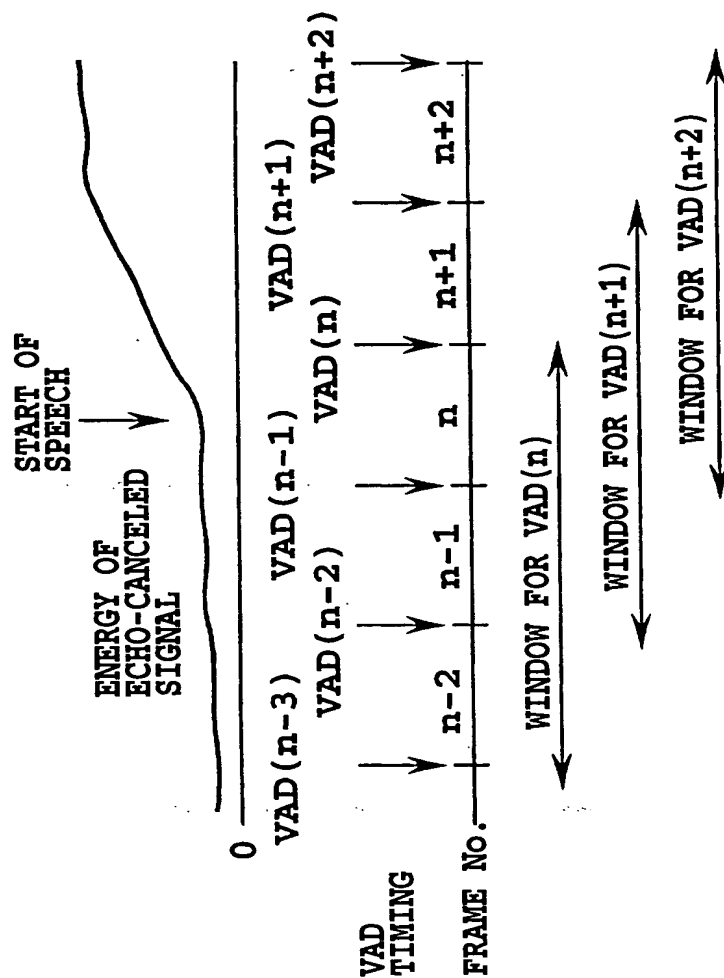 START OF
SPEECH
ENERGY OF
ECHO-CANCELED
SIGNAL
0
VAD(n-3)
VAD(n-2)
VAD(n-1)
VAD(n)
VAD(n+1)
VAD(n+2)
VAD
TIMING
FRAME No.
n-2
n-1
n
n+1
n+2
WINDOW FOR VAD(n)
WINDOW FOR VAD(n+1)
WINDOW FOR VAD(n+2)